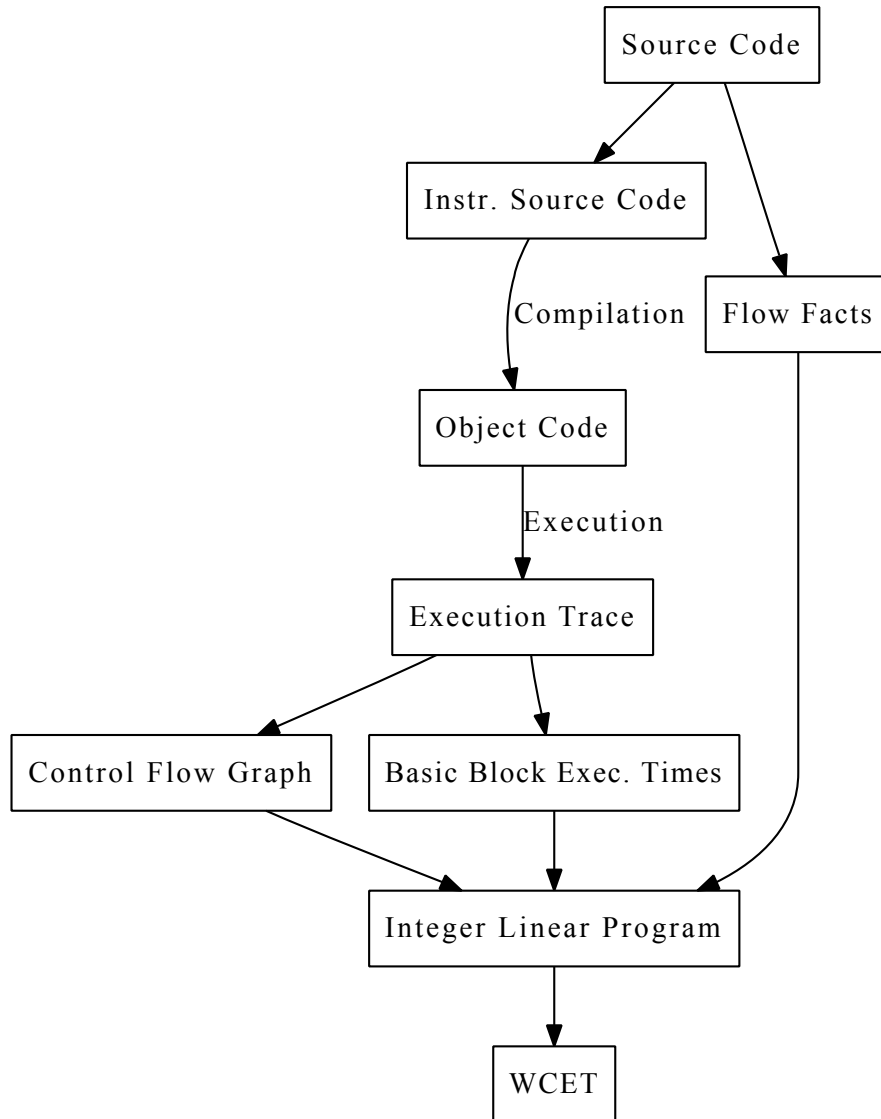 Source Code
Instr. Source Code
Compilation
Flow Facts
Object Code
Execution
Execution Trace
Control Flow Graph
Basic Block Exec. Times
Integer Linear Program
WCET